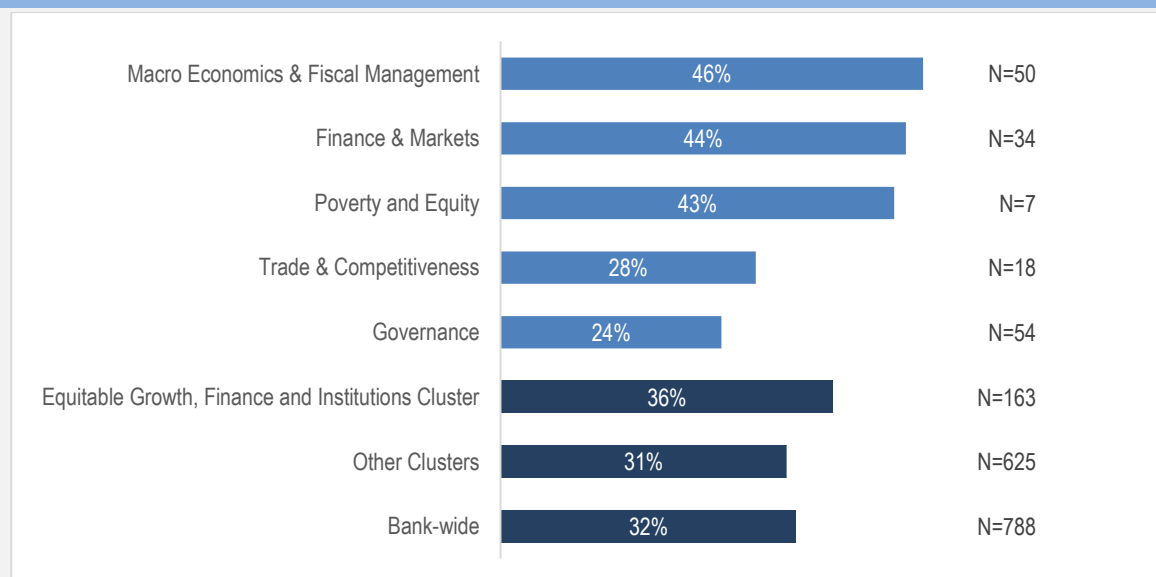 Macro Economics & Fiscal Management 46% N=50
Finance & Markets 44% N=34
Poverty and Equity 43% N=7
Trade & Competitiveness 28% N=18
Governance 24% N=54
Equitable Growth, Finance and Institutions Cluster 36% N=163
Other Clusters 31% N=625
Bank-wide 32% N=788